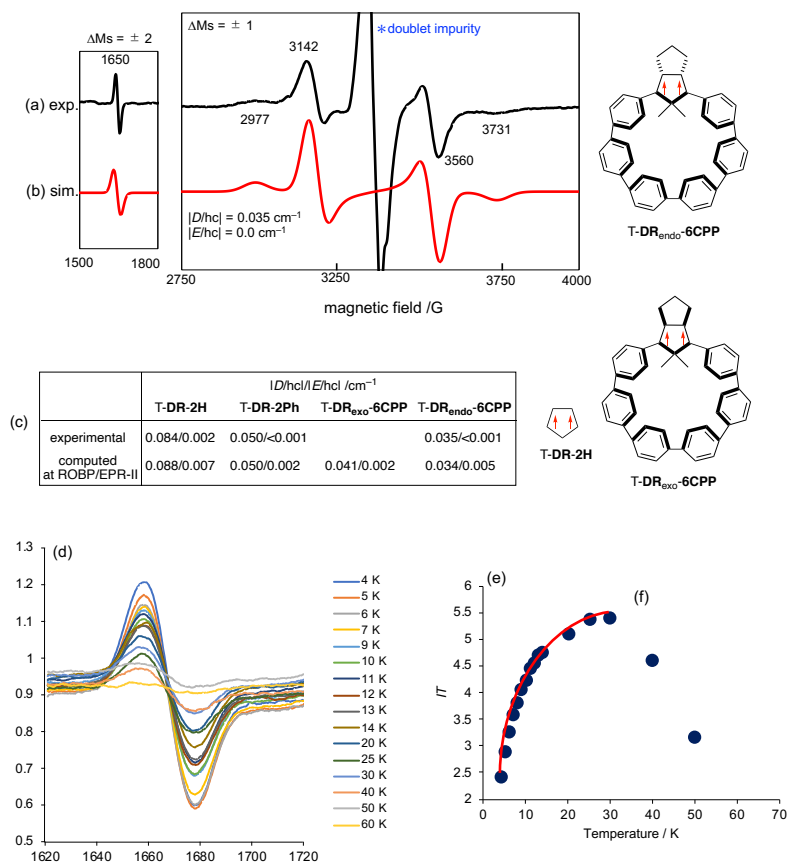 ΔMs = ± 2
1650
ΔMs = ± 1
*doublet impurity
3142
2977
3560
3731
(a) exp.
(b) sim.
|D/hc| = 0.035 cm⁻¹
|E/hc| = 0.0 cm⁻¹
1500 1800
2750 3250 3750 4000
magnetic field /G
T-DRendo-6CPP
(c)
|D/hcl/|E/hcl /cm⁻¹
T-DR-2H T-DR-2Ph T-DRexo-6CPP T-DRendo-6CPP
experimental 0.084/0.002 0.050/<0.001 0.035/<0.001
computed
at ROBP/EPR-II 0.088/0.007 0.050/0.002 0.041/0.002 0.034/0.005
T-DR-2H
T-DRexo-6CPP
(d)
1.3
1.2
1.1
1
0.9
0.8
0.7
0.6
0.5
1620 1640 1660 1680 1700 1720
4 K
5 K
6 K
7 K
9 K
10 K
11 K
12 K
13 K
14 K
20 K
25 K
30 K
40 K
50 K
60 K
(e)
(f)
IT
6
5.5
5
4.5
4
3.5
3
2.5
2
0 10 20 30 40 50 60 70
Temperature / K